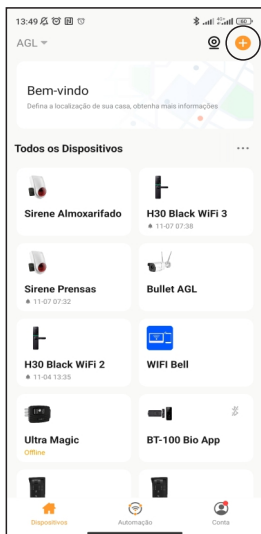 13:49
60
AGL
Bem-vindo
Defina a localização de sua casa, obtenha mais informações
Todos os Dispositivos
Sirene Almoxarifado
H30 Black WiFi 3
11-07 07:38
Sirene Prensas
11-07 07:32
Bullet AGL
H30 Black WiFi 2
11-04 13:35
WIFI Bell
Ultra Magic
Offline
BT-100 Bio App
Dispositivos
Automação
Conta